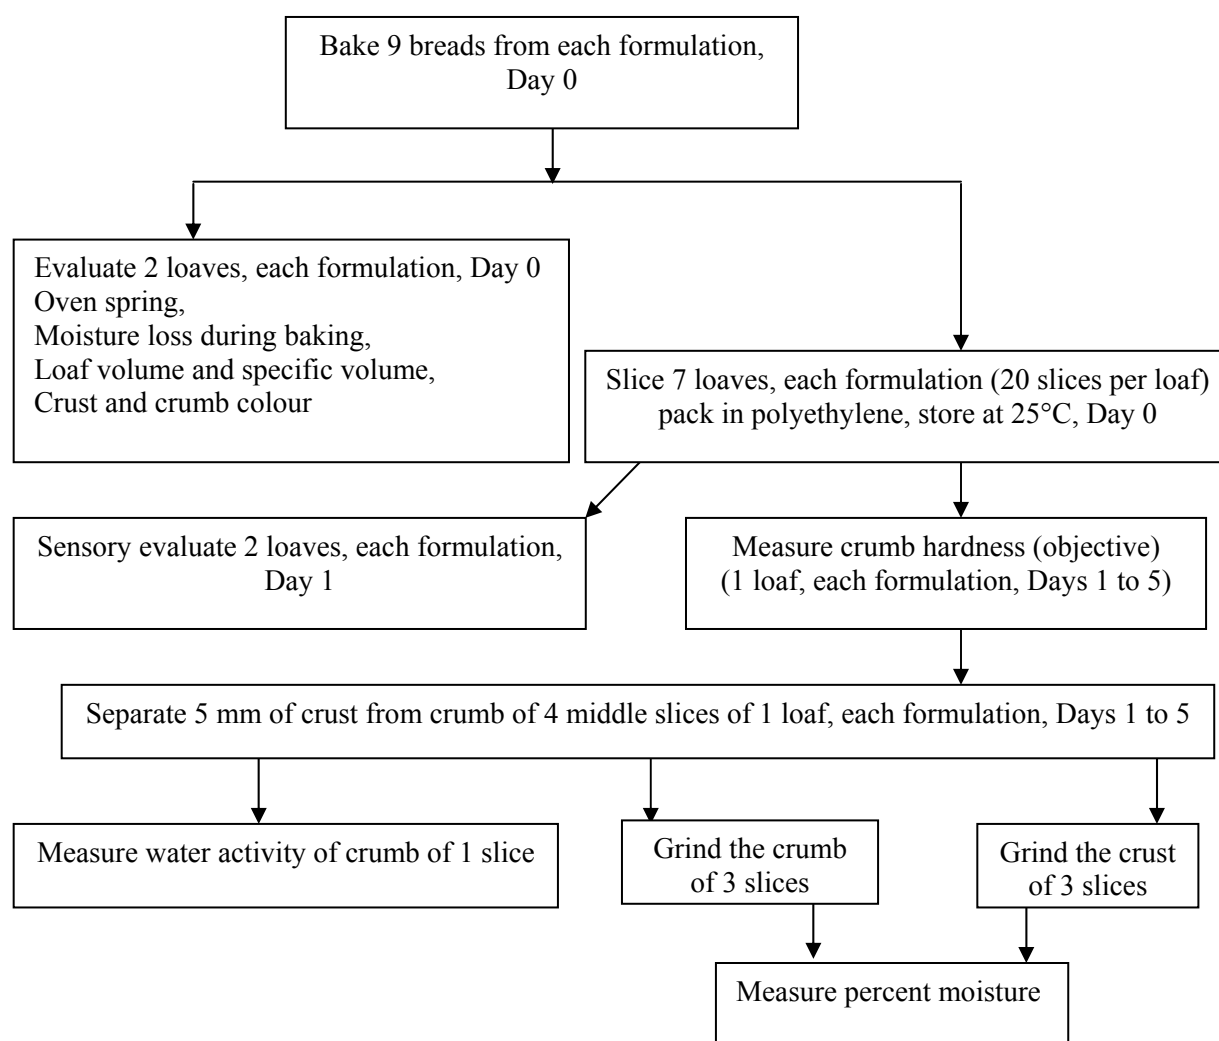 Bake 9 breads from each formulation,
Day 0
Evaluate 2 loaves, each formulation, Day 0
Oven spring,
Moisture loss during baking,
Loaf volume and specific volume,
Crust and crumb colour
Slice 7 loaves, each formulation (20 slices per loaf)
pack in polyethylene, store at 25°C, Day 0
Sensory evaluate 2 loaves, each formulation,
Day 1
Measure crumb hardness (objective)
(1 loaf, each formulation, Days 1 to 5)
Separate 5 mm of crust from crumb of 4 middle slices of 1 loaf, each formulation, Days 1 to 5
Measure water activity of crumb of 1 slice
Grind the crumb
of 3 slices
Grind the crust
of 3 slices
Measure percent moisture